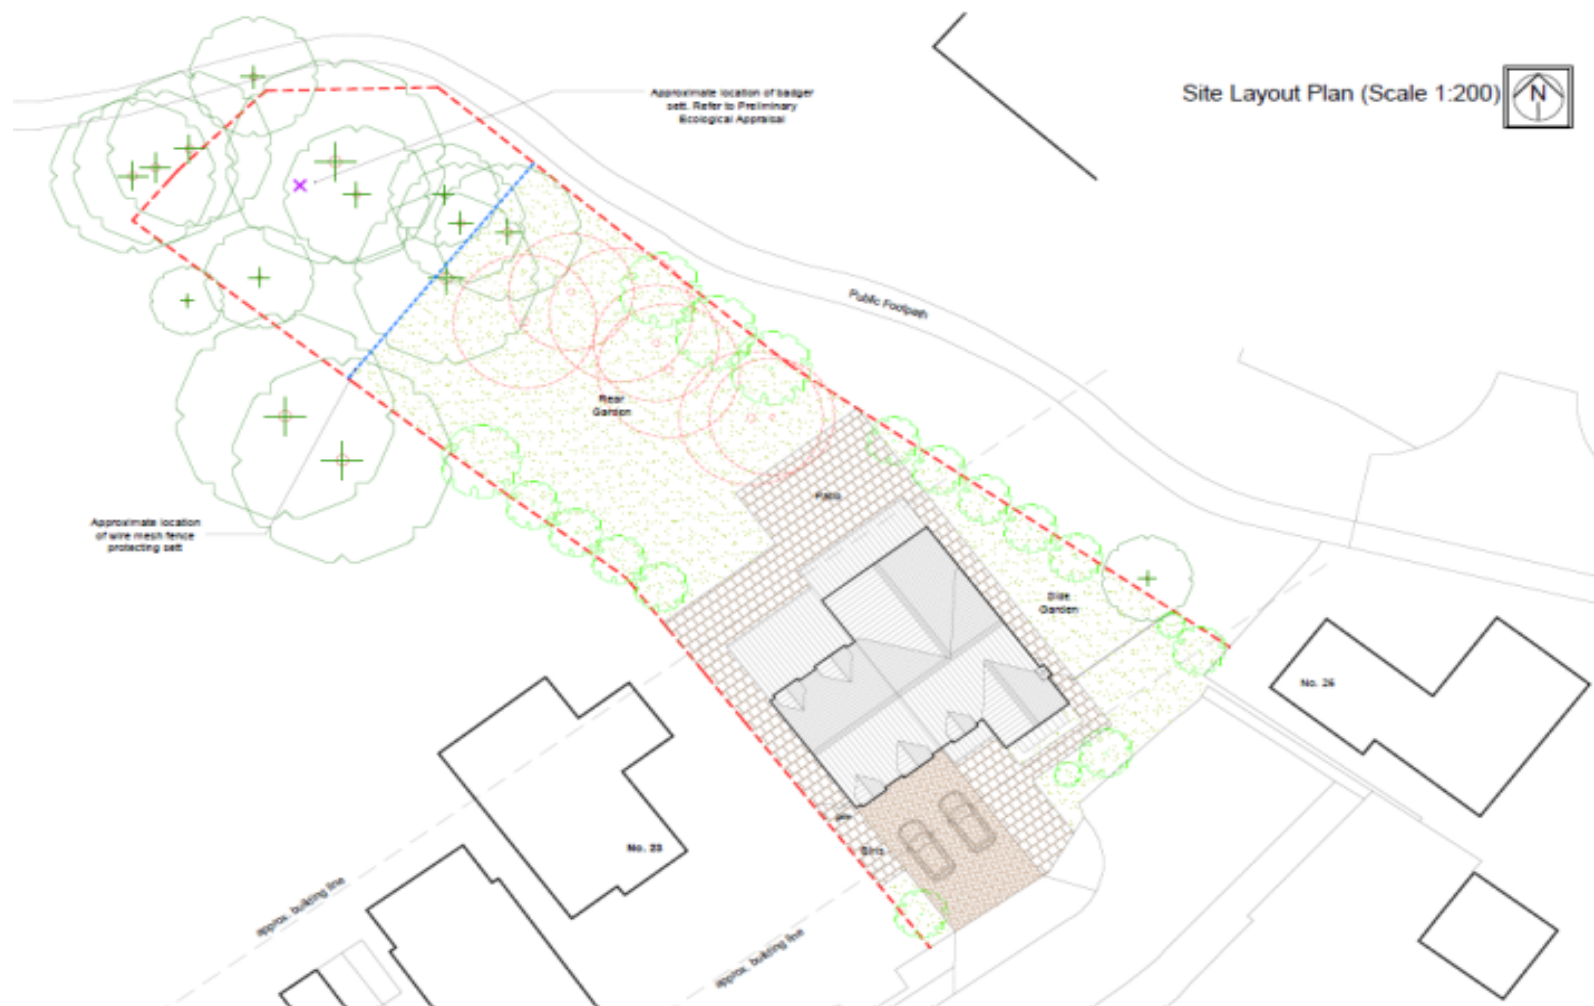 Approximate location of badger
sett. Refer to Preliminary
Ecological Appraisal
Site Layout Plan (Scale 1:200)
N
Public Footpath
Rear
Garden
Patio
Approximate location
of wire mesh fence
protecting sett
Side
Garden
No. 26
No. 23
Bins
approx. building line
approx. building line